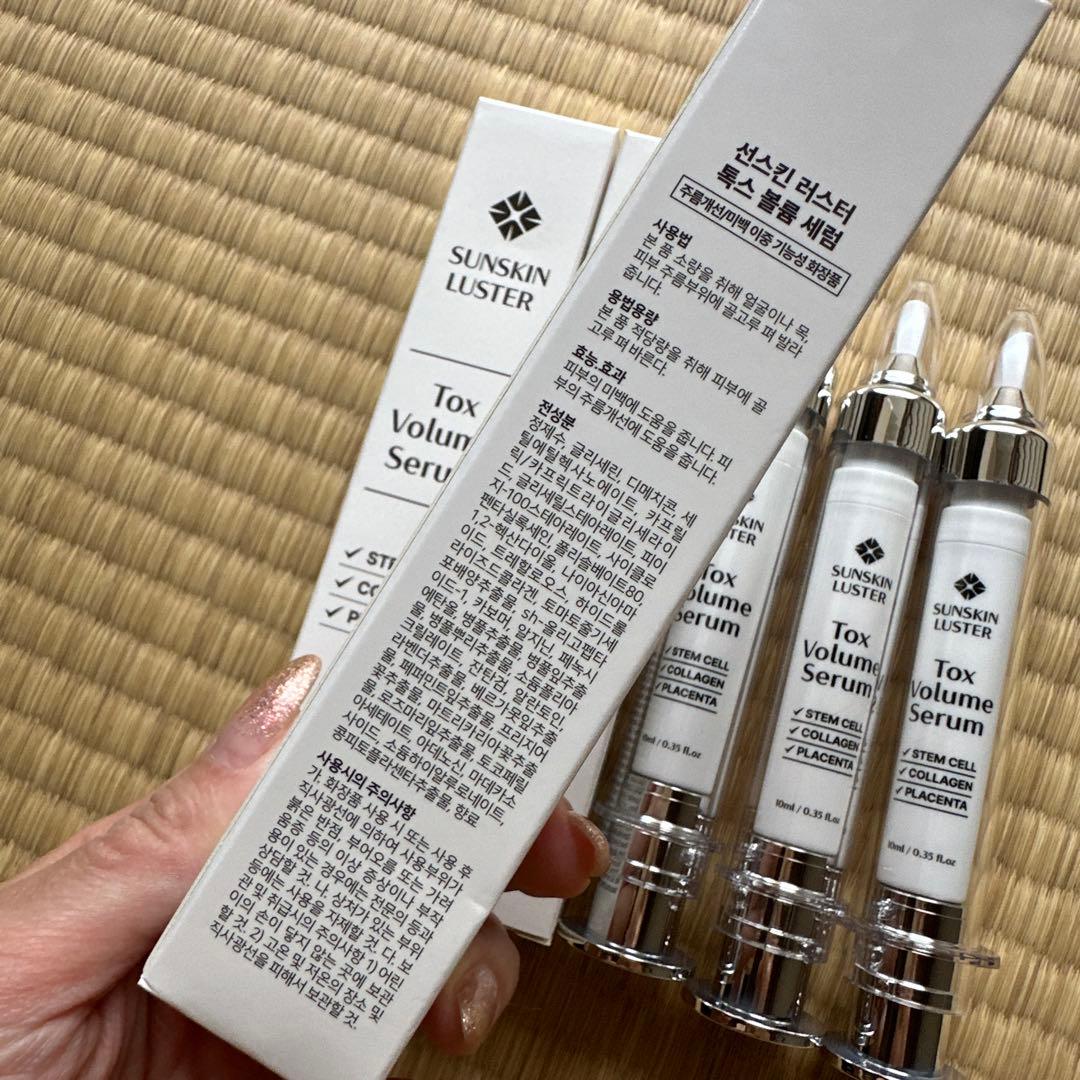 선스킨 러스터
톡스 볼륨 세럼
주름개선/미백 이중 기능성 화장품
사용법
본 품 소량을 취해 얼굴이나 목,
피부 주름부위에 골고루 펴 발라
줍니다.
용법용량
본 품 적당량을 취해 피부에 골
고루 펴 바른다.
효능.효과
피부의 미백에 도움을 줍니다. 피
부의 주름개선에 도움을 줍니다.
전성분
정제수, 글리세린, 디메치콘, 세
틸에틸헥사노에이트, 카프릴
릭/카프릭트라이글리세라이
드, 글리세릴스테아레이트, 피이
지-100스테아레이트, 사이클로
펜타실록세인, 폴리솔베이트80
1,2-헥산다이올, 나이아신아마
이드, 트레할로오스, 하이드롤
라이즈드콜라겐, 토마토줄기세
포배양추출물, sh-올리고펩타
이드-1, 카보머, 알지닌, 페녹시
에탄올, 병풀추출물, 병풀잎추출
물, 병풀뿌리추출물, 소듐폴리아
크릴레이트, 잔탄검, 알란토인,
라벤더추출물, 베르가못잎추출
물, 페퍼민트잎추출물, 프리지어
꽃추출물, 마트리카리아꽃추출
물, 로즈마리잎추출물, 토코페릴
아세테이트, 아데노신, 마데카소
사이드, 소듐하이알루로네이트,
콩피토플라센타추출물, 향료
사용시의 주의사항
가, 화장품 사용 시 또는 사용 후
직사광선에 의하여 사용부위가
붉은 반점, 부어오름 또는 가려
움증 등의 이상 증상이나 부작
용이 있는 경우에는 전문의 등과
상담할 것. 나, 상처가 있는 부위
등에는 사용을 자제할 것. 다, 보
관 및 취급시의 주의사항 1) 어린
이의 손이 닿지 않는 곳에 보관
할 것. 2) 고온 및 저온의 장소 및
직사광선을 피해서 보관할 것.
SUNSKIN
LUSTER
Tox
Volum
Seru
✓ STE
✓ CO
✓ P
SKIN
STER
Tox
Volume
Serum
✓ STEM CELL
✓ COLLAGEN
✓ PLACENTA
0ml / 0.35 fl.oz
SUNSKIN
LUSTER
Tox
Volume
Serum
✓ STEM CELL
✓ COLLAGEN
✓ PLACENTA
10ml / 0.35 fl.oz
SUNSKIN
LUSTER
Tox
Volume
Serum
✓ STEM CELL
✓ COLLAGEN
✓ PLACENTA
10ml / 0.35 fl.oz